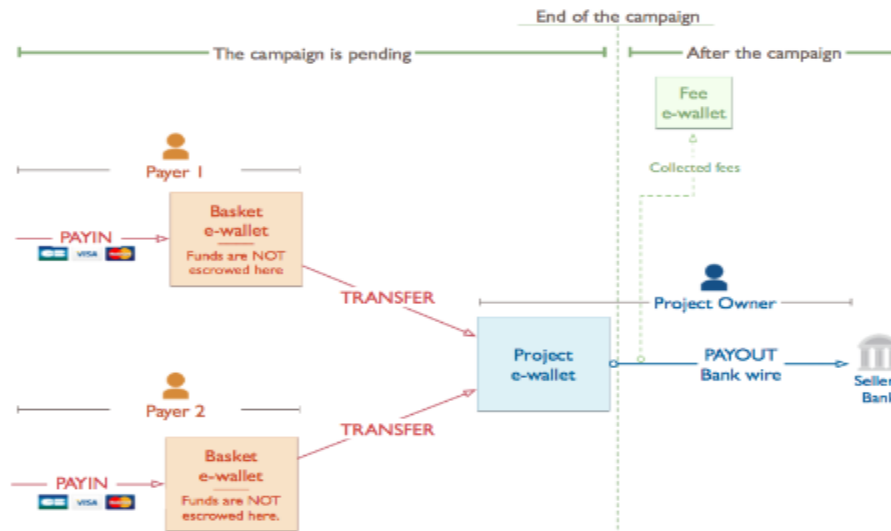 End of the campaign
The campaign is pending
After the campaign
Fee
e-wallet
Collected fees
Payer 1
PAYIN
VISA
Basket
e-wallet
Funds are NOT
escrowed here
TRANSFER
Project Owner
Project
e-wallet
PAYOUT
Bank wire
Seller
Bank
Payer 2
TRANSFER
PAYIN
VISA
Basket
e-wallet
Funds are NOT
escrowed here.